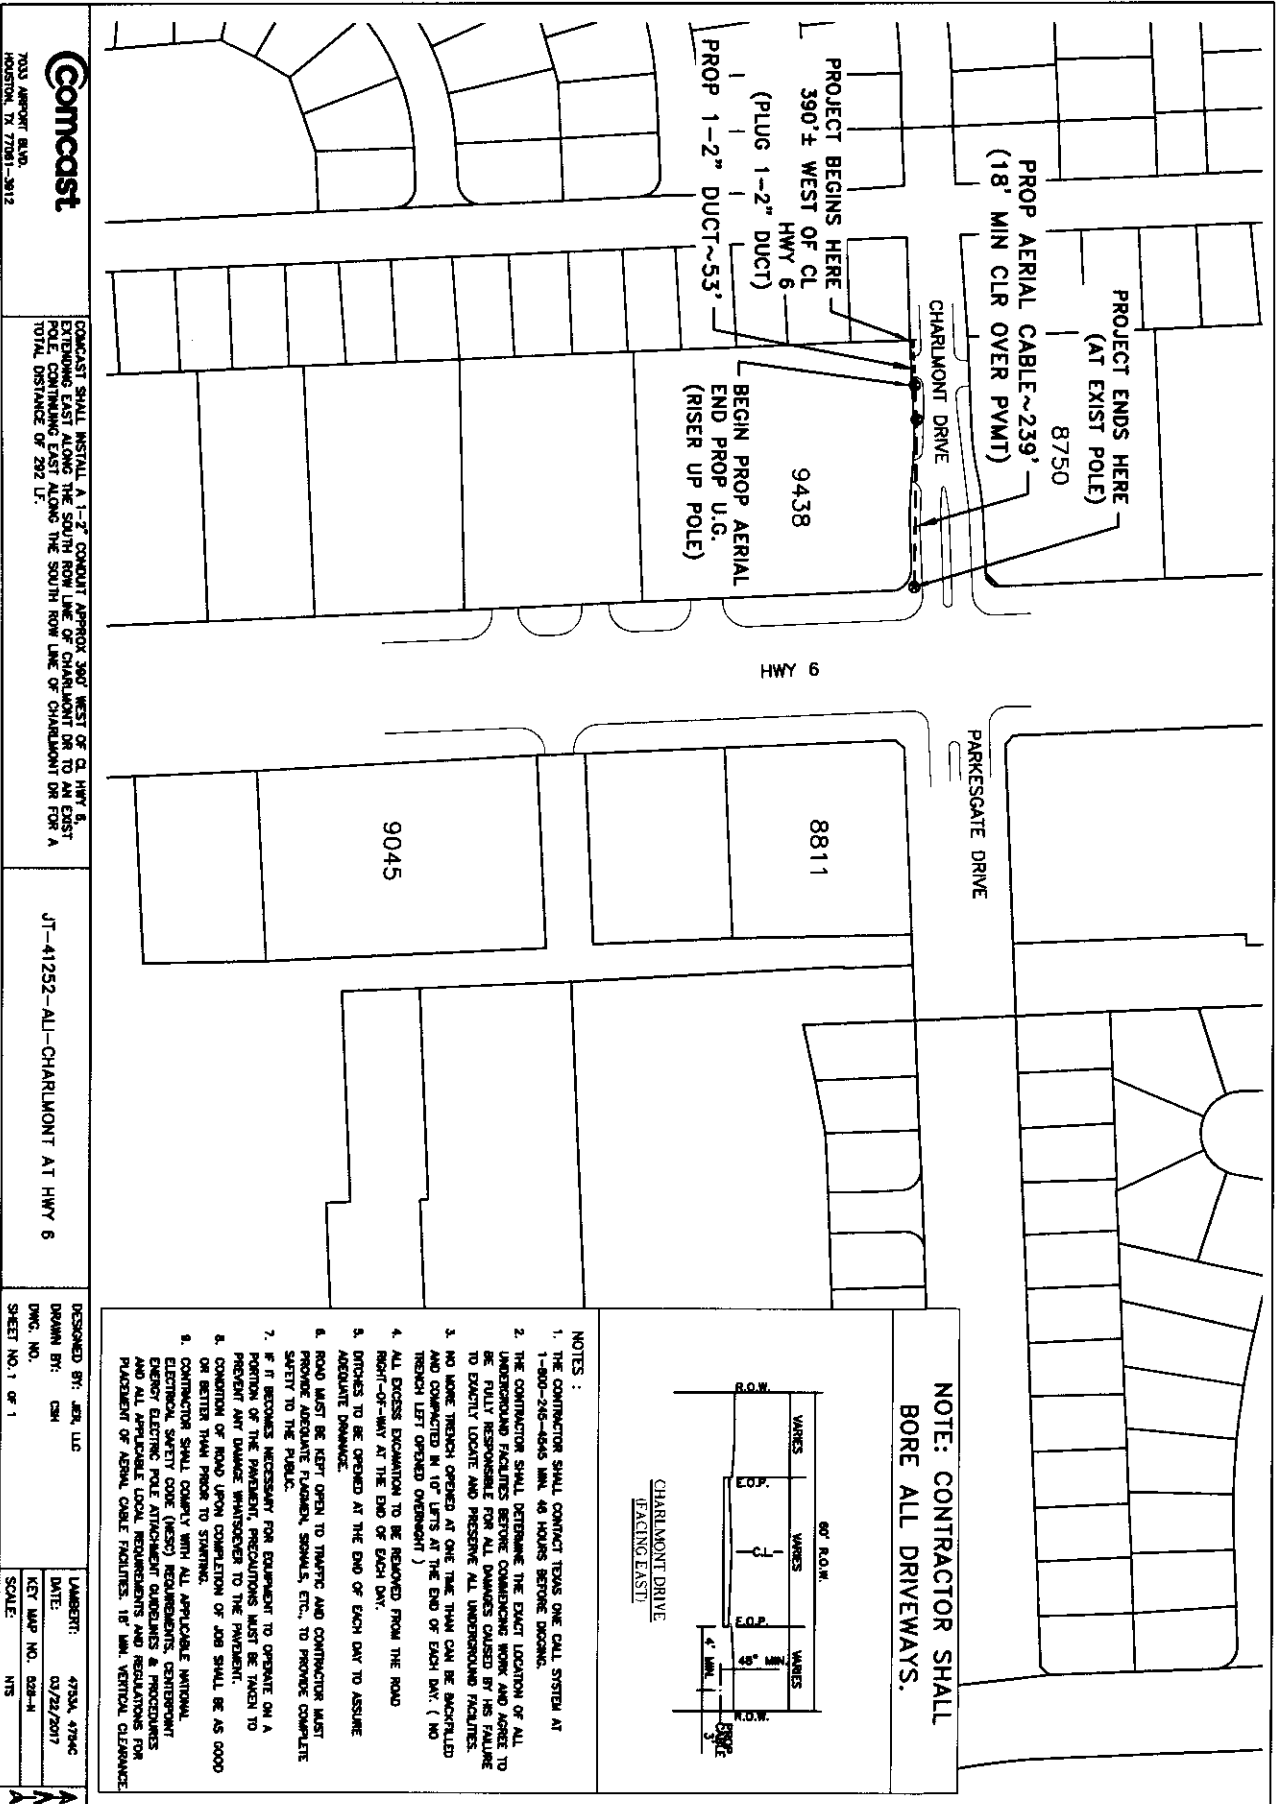 PROJECT ENDS HERE
(AT EXIST POLE)
8750
PROP AERIAL CABLE~239'
(18' MIN CLR OVER PVMT)
CHARLMONT DRIVE
PROJECT BEGINS HERE
390'± WEST OF CL
HWY 6
(PLUG 1-2" DUCT)
PROP 1-2" DUCT~53'
BEGIN PROP AERIAL
END PROP U.G.
(RISER UP POLE)
9438
HWY 6
PARKESGATE DRIVE
8811
9045
NOTE: CONTRACTOR SHALL
BORE ALL DRIVEWAYS.
60' R.O.W.
VARIES
VARIES
VARIES
R.O.W.
E.O.P.
C.L
E.O.P.
R.O.W.
48" MIN
4' MIN
PROP
CABLE
3'
CHARLMONT DRIVE
(FACING EAST)
NOTES :
1. THE CONTRACTOR SHALL CONTACT TEXAS ONE CALL SYSTEM AT
1-800-245-4545 MIN. 48 HOURS BEFORE DIGGING.
2. THE CONTRACTOR SHALL DETERMINE THE EXACT LOCATION OF ALL
UNDERGROUND FACILITIES BEFORE COMMENCING WORK AND AGREE TO
BE FULLY RESPONSIBLE FOR ALL DAMAGES CAUSED BY HIS FAILURE
TO EXACTLY LOCATE AND PRESERVE ALL UNDERGROUND FACILITIES.
3. NO MORE TRENCH OPENED AT ONE TIME THAN CAN BE BACKFILLED
AND COMPACTED IN 10" LIFTS AT THE END OF EACH DAY. ( NO
TRENCH LEFT OPENED OVERNIGHT )
4. ALL EXCESS EXCAVATION TO BE REMOVED FROM THE ROAD
RIGHT-OF-WAY AT THE END OF EACH DAY.
5. DITCHES TO BE OPENED AT THE END OF EACH DAY TO ASSURE
ADEQUATE DRAINAGE.
6. ROAD MUST BE KEPT OPEN TO TRAFFIC AND CONTRACTOR MUST
PROVIDE ADEQUATE FLAGMEN, SIGNALS, ETC., TO PROVIDE COMPLETE
SAFETY TO THE PUBLIC.
7. IF IT BECOMES NECESSARY FOR EQUIPMENT TO OPERATE ON A
PORTION OF THE PAVEMENT, PRECAUTIONS MUST BE TAKEN TO
PREVENT ANY DAMAGE WHATSOEVER TO THE PAVEMENT.
8. CONDITION OF ROAD UPON COMPLETION OF JOB SHALL BE AS GOOD
OR BETTER THAN PRIOR TO STARTING.
9. CONTRACTOR SHALL COMPLY WITH ALL APPLICABLE NATIONAL
ELECTRICAL SAFETY CODE (NESC) REQUIREMENTS, CENTERPOINT
ENERGY ELECTRIC POLE ATTACHMENT GUIDELINES & PROCEDURES
AND ALL APPLICABLE LOCAL REQUIREMENTS AND REGULATIONS FOR
PLACEMENT OF AERIAL CABLE FACILITIES. 18' MIN. VERTICAL CLEARANCE.
comcast
7033 AIRPORT BLVD.
HOUSTON, TX 77061-3912
COMCAST SHALL INSTALL A 1-2" CONDUIT APPROX 390' WEST OF CL HWY 6,
EXTENDING EAST ALONG THE SOUTH ROW LINE OF CHARLMONT DR TO AN EXIST
POLE, CONTINUING EAST ALONG THE SOUTH ROW LINE OF CHARLMONT DR FOR A
TOTAL DISTANCE OF 292 LF.
JT-41252-ALI-CHARLMONT AT HWY 6
DESIGNED BY: JER, LLC
DRAWN BY: CSH
DWG. NO.
SHEET NO. 1 OF 1
LAMBERT: 4753A, 4754C
DATE: 03/22/2017
KEY MAP NO. 528-N
SCALE: NTS